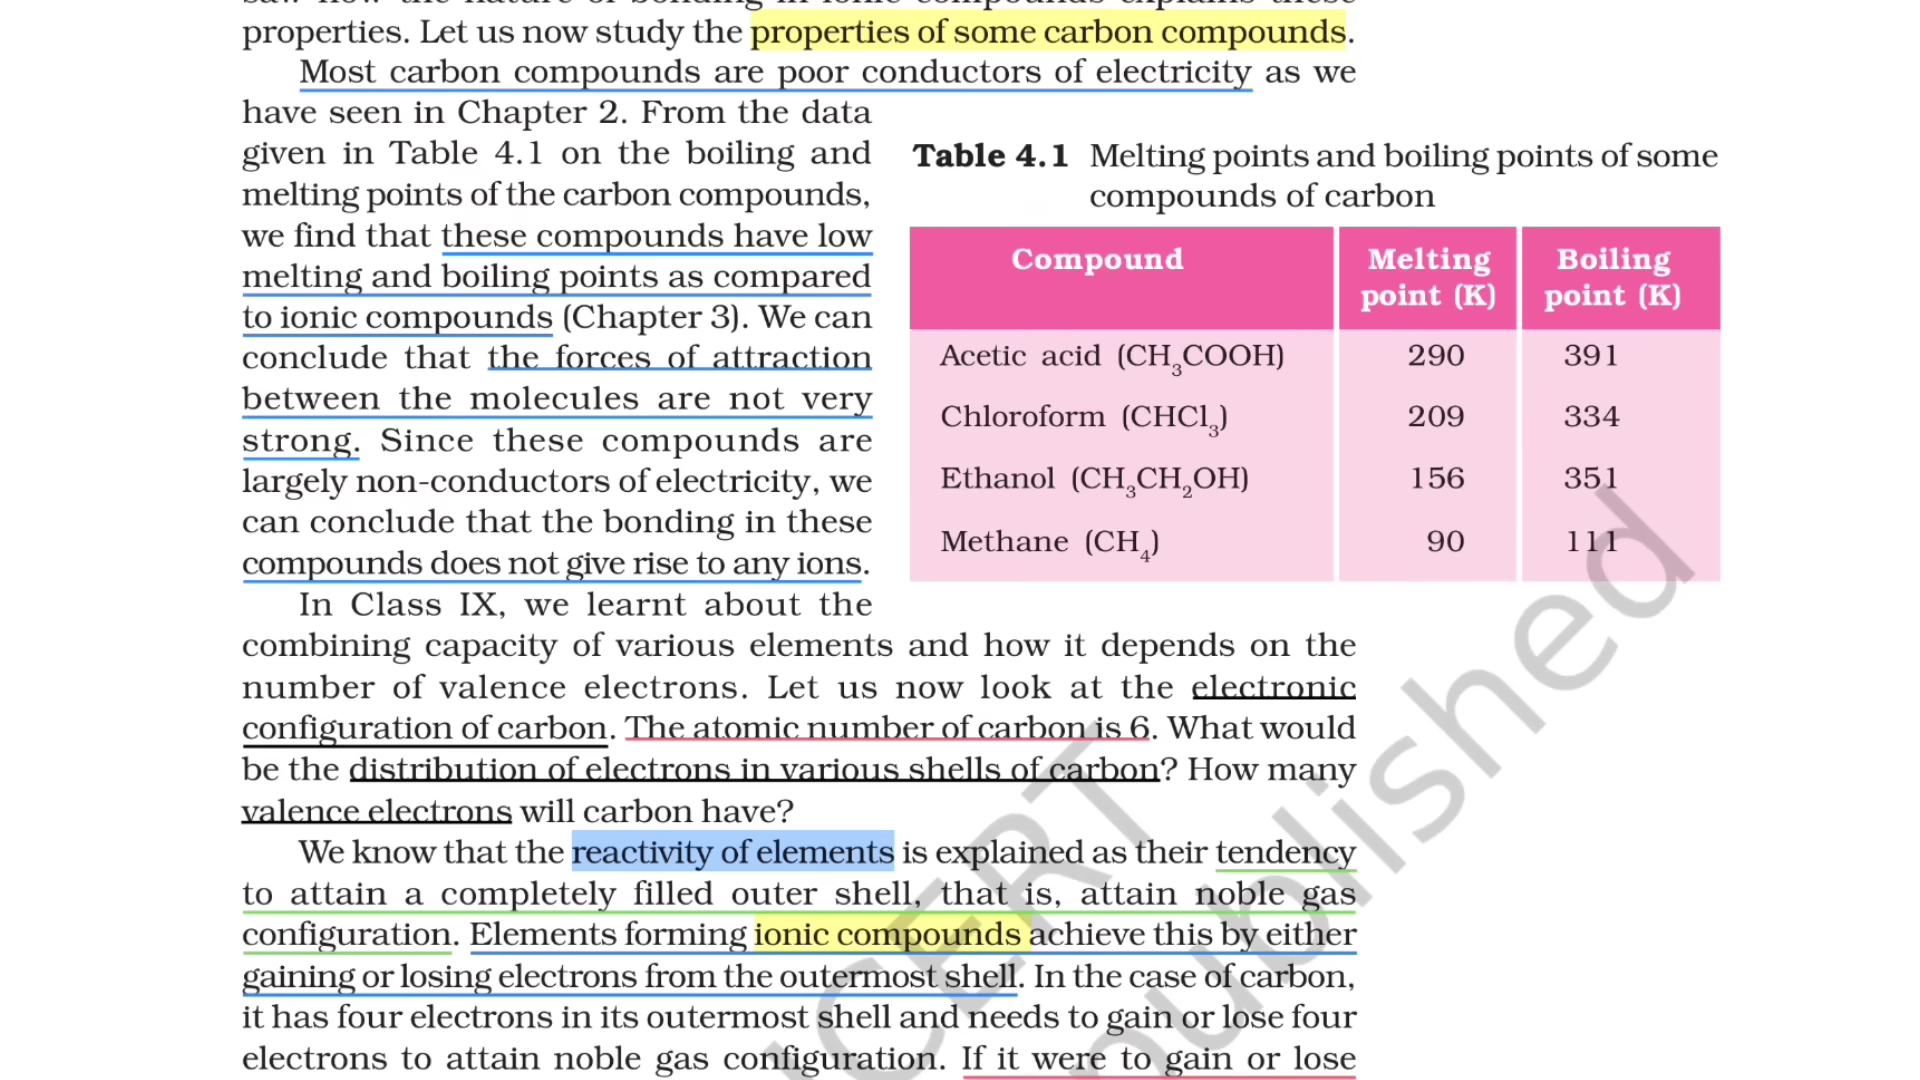 properties. Let us now study the properties of some carbon compounds.
Most carbon compounds are poor conductors of electricity as we
have seen in Chapter 2. From the data
given in Table 4.1 on the boiling and
melting points of the carbon compounds,
we find that these compounds have low
melting and boiling points as compared
to ionic compounds (Chapter 3). We can
conclude that the forces of attraction
between the molecules are not very
strong. Since these compounds are
largely non-conductors of electricity, we
can conclude that the bonding in these
compounds does not give rise to any ions.
Table 4.1 Melting points and boiling points of some
compounds of carbon
Compound Melting point (K) Boiling point (K)
Acetic acid (CH₃COOH) 290 391
Chloroform (CHCl₃) 209 334
Ethanol (CH₃CH₂OH) 156 351
Methane (CH₄) 90 111
In Class IX, we learnt about the
combining capacity of various elements and how it depends on the
number of valence electrons. Let us now look at the electronic
configuration of carbon. The atomic number of carbon is 6. What would
be the distribution of electrons in various shells of carbon? How many
valence electrons will carbon have?
We know that the reactivity of elements is explained as their tendency
to attain a completely filled outer shell, that is, attain noble gas
configuration. Elements forming ionic compounds achieve this by either
gaining or losing electrons from the outermost shell. In the case of carbon,
it has four electrons in its outermost shell and needs to gain or lose four
electrons to attain noble gas configuration. If it were to gain or lose